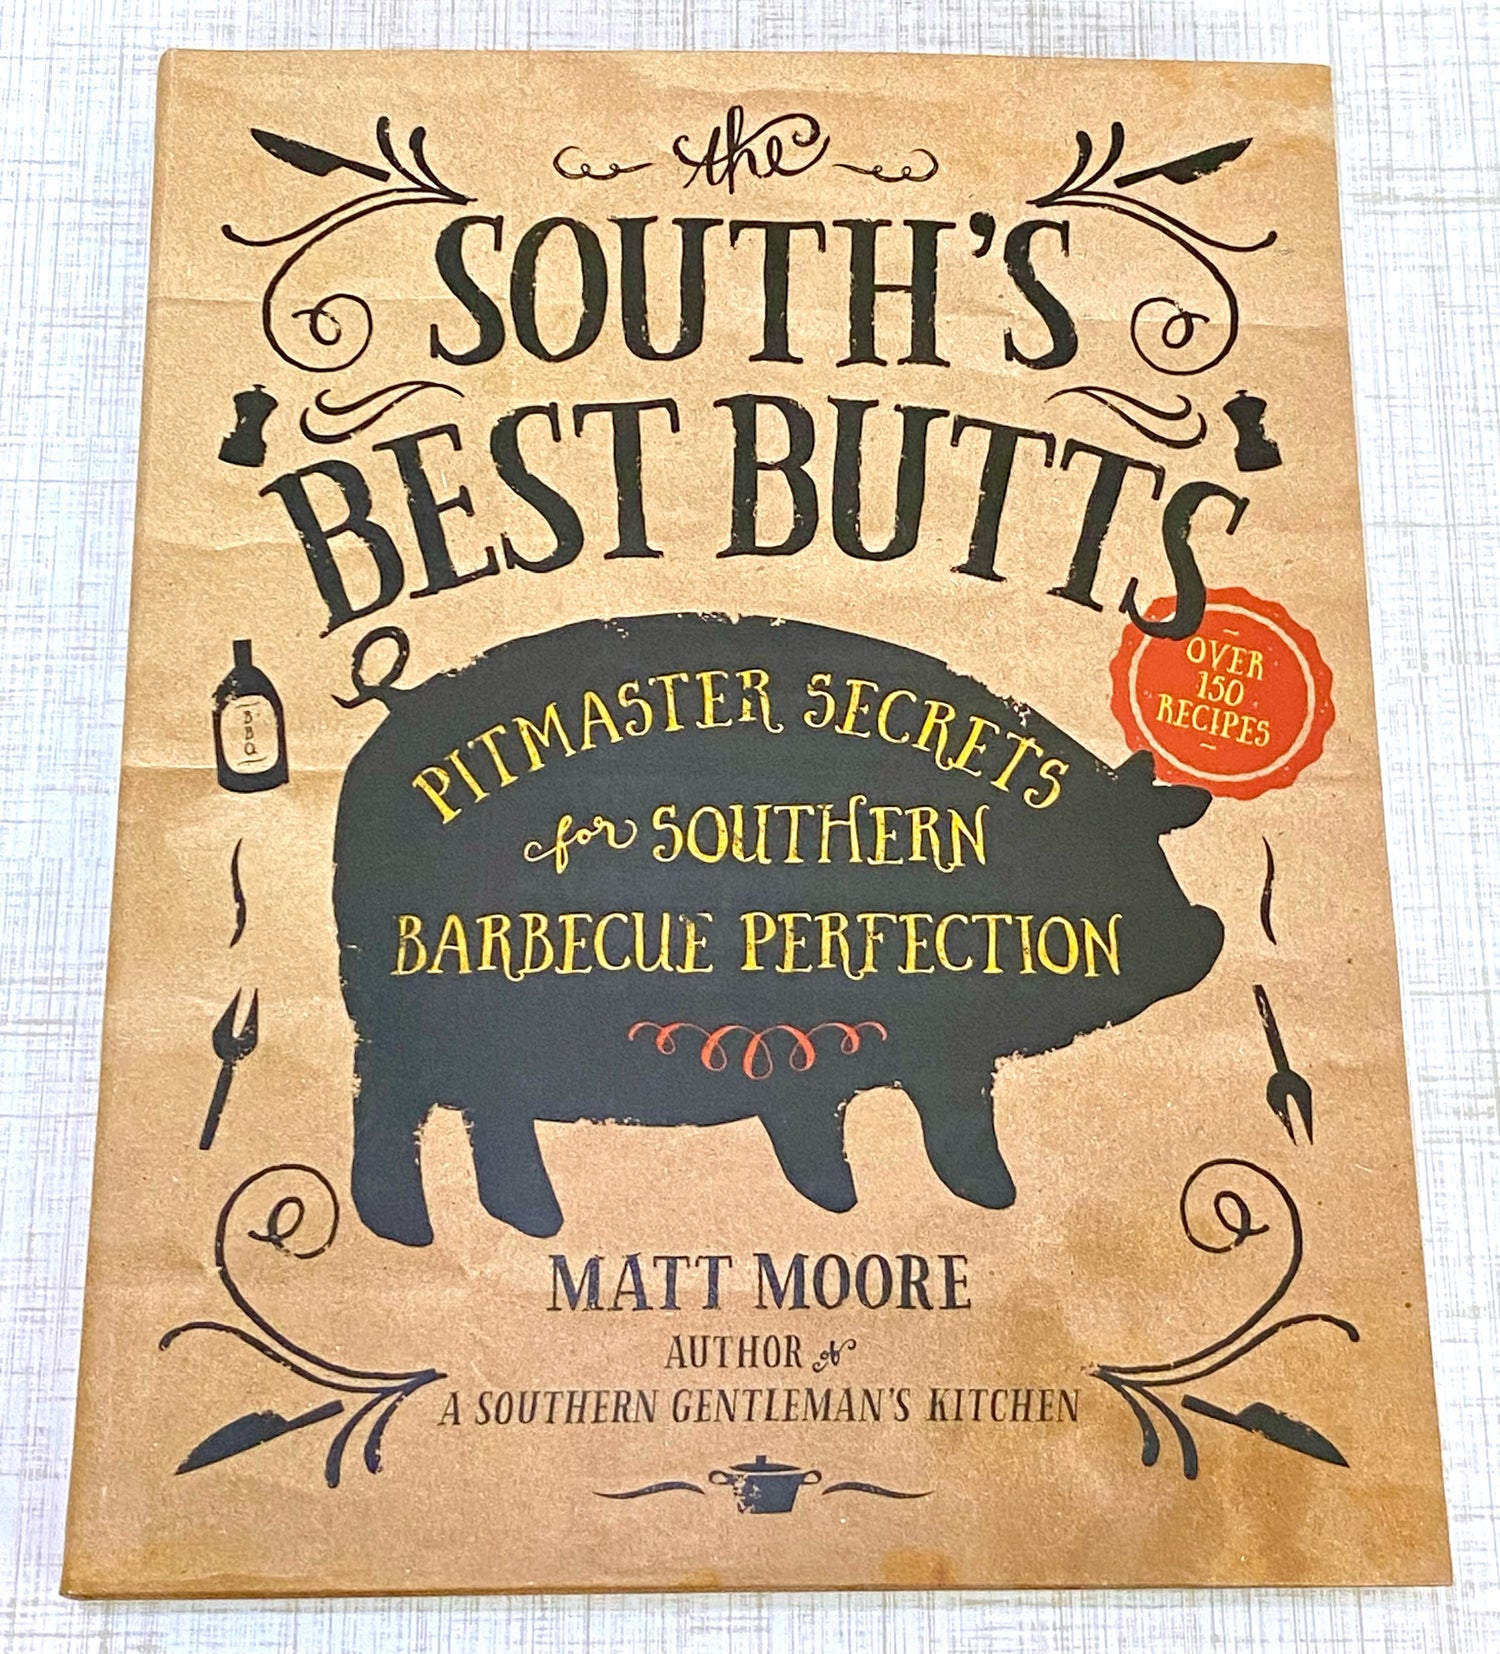 the
SOUTH'S
BEST BUTTS
OVER
150
RECIPES
BBQ
PITMASTER SECRETS
for SOUTHERN
BARBECUE PERFECTION
MATT MOORE
AUTHOR of
A SOUTHERN GENTLEMAN'S KITCHEN